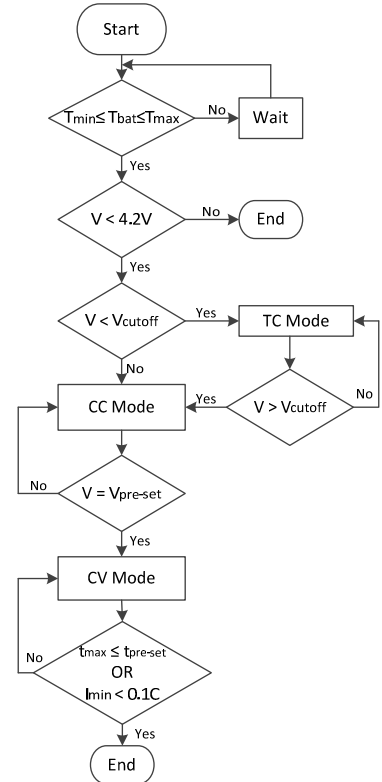 Start
Tmin≤ Tbat≤Tmax
No
Wait
Yes
V < 4.2V
No
End
Yes
V < Vcutoff
Yes
TC Mode
No
CC Mode
Yes
V > Vcutoff
No
No
V = Vpre-set
Yes
CV Mode
No
tmax ≤ tpre-set
OR
Imin < 0.1C
Yes
End